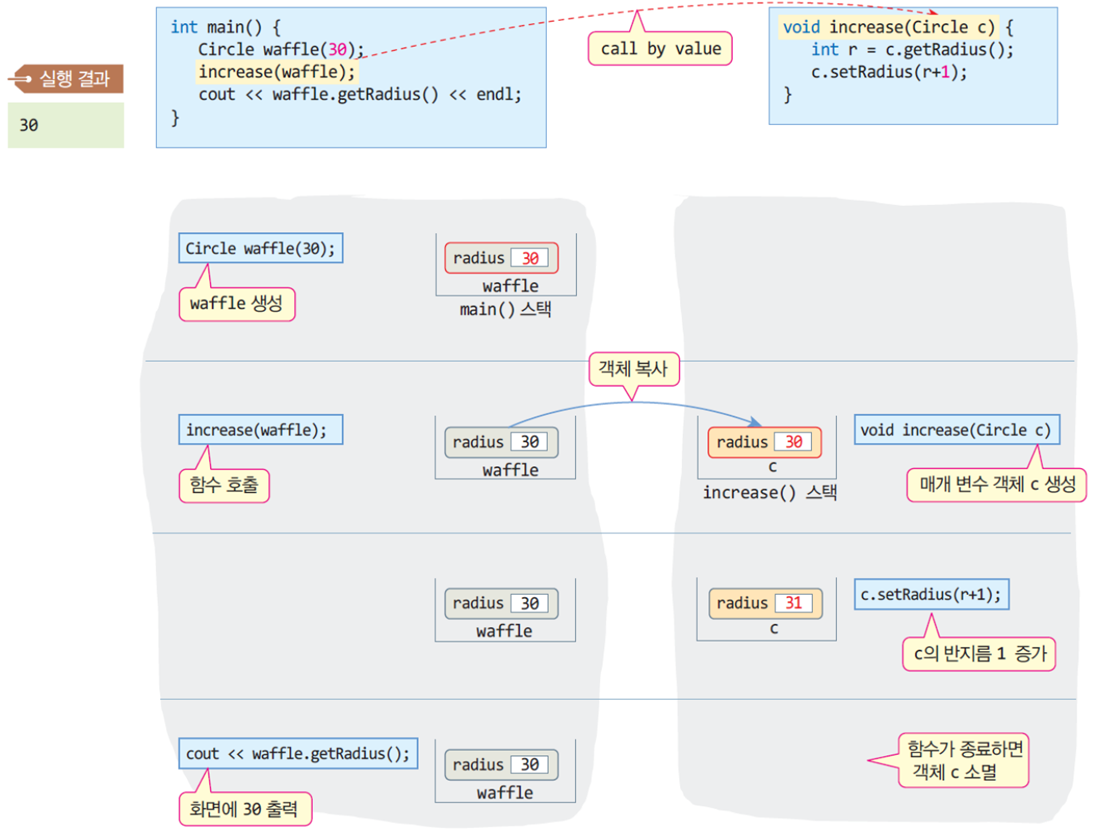 int main() {
Circle waffle(30);
increase(waffle);
cout << waffle.getRadius() << endl;
}
call by value
void increase(Circle c) {
int r = c.getRadius();
c.setRadius(r+1);
}
실행 결과
30
Circle waffle(30);
waffle 생성
radius 30
waffle
main() 스택
객체 복사
increase(waffle);
함수 호출
radius 30
waffle
radius 30
c
increase() 스택
void increase(Circle c)
매개 변수 객체 c 생성
radius 30
waffle
radius 31
c
c.setRadius(r+1);
c의 반지름 1 증가
cout << waffle.getRadius();
화면에 30 출력
radius 30
waffle
함수가 종료하면
객체 c 소멸